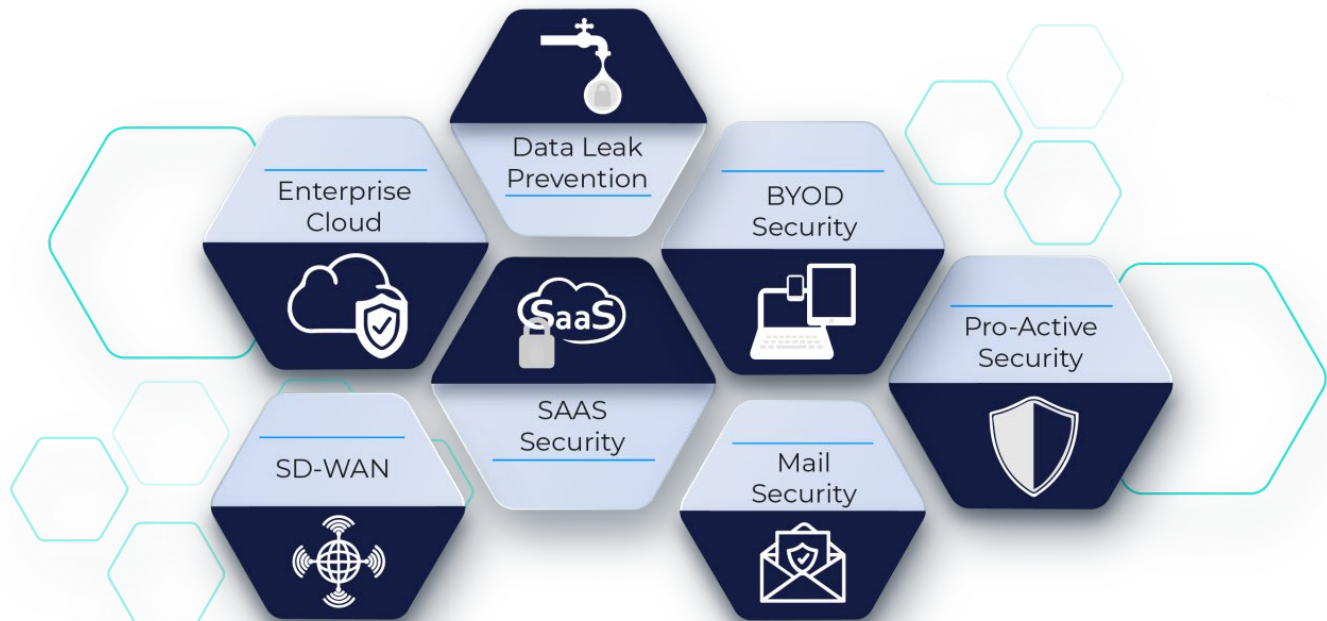 Data Leak
Prevention
Enterprise
Cloud
BYOD
Security
SaaS
Pro-Active
Security
SAAS
Security
SD-WAN
Mail
Security